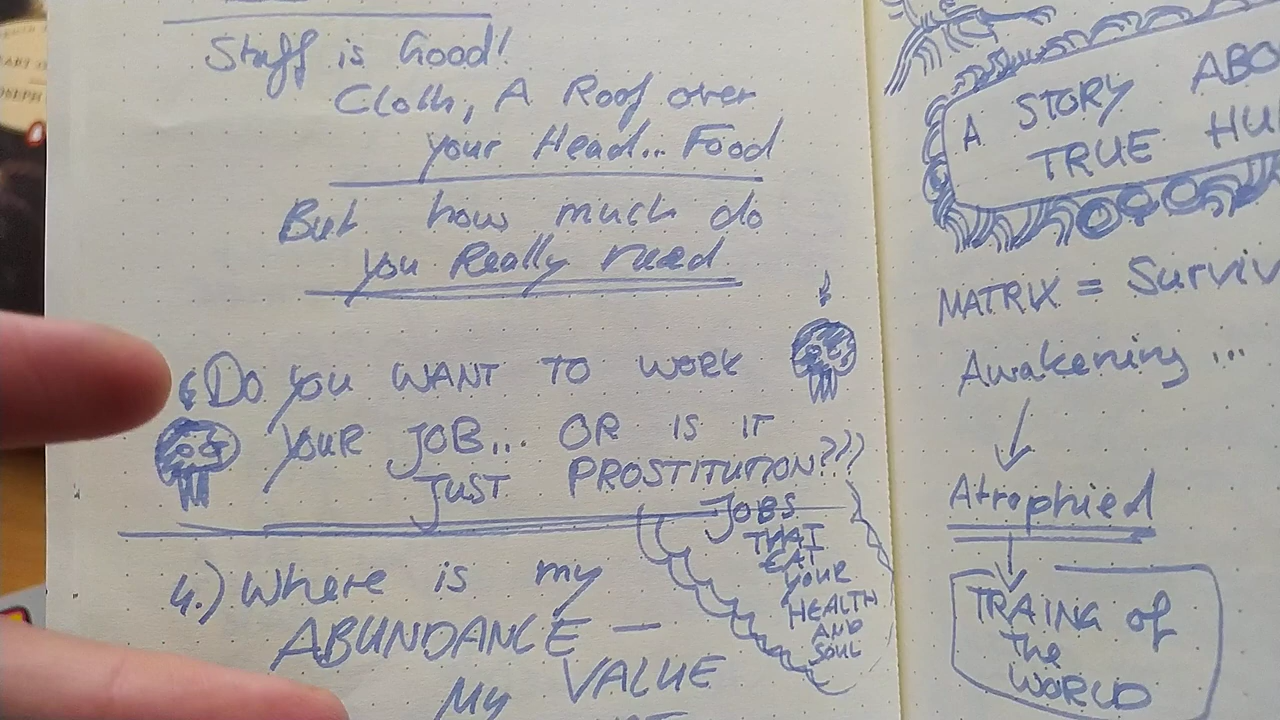 Stuff is Good!
Cloth, A Roof over
your Head... Food
But how much do
you Really need
Do you WANT TO WORK
YOUR JOB... OR IS IT
JUST PROSTITUTION???
JOBS
THAT
EAT
YOUR
HEALTH
AND
SOUL
4.) Where is my
ABUNDANCE —
My VALUE
A STORY ABO
TRUE HU
MATRIX = Surviv
Awakening ...
Atrophied
TRAING of
the
WORLD